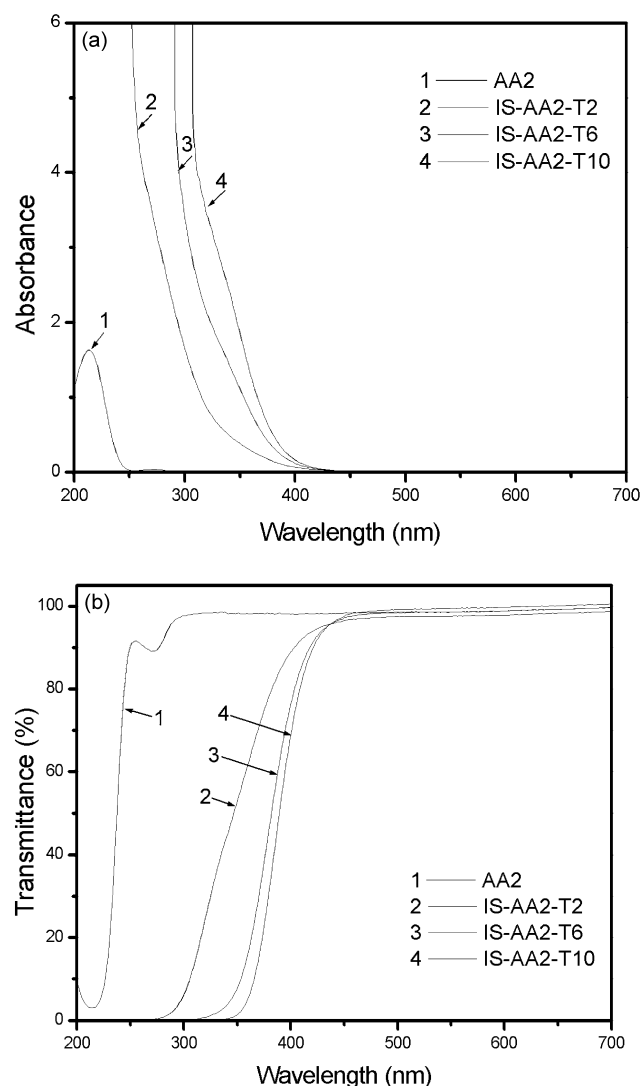 (a)
6
4
2
0
Absorbance
1
2
3
4
1 AA2
2 IS-AA2-T2
3 IS-AA2-T6
4 IS-AA2-T10
200 300 400 500 600 700
Wavelength (nm)
(b)
100
80
60
40
20
0
Transmittance (%)
1
4
3
2
1 AA2
2 IS-AA2-T2
3 IS-AA2-T6
4 IS-AA2-T10
200 300 400 500 600 700
Wavelength (nm)